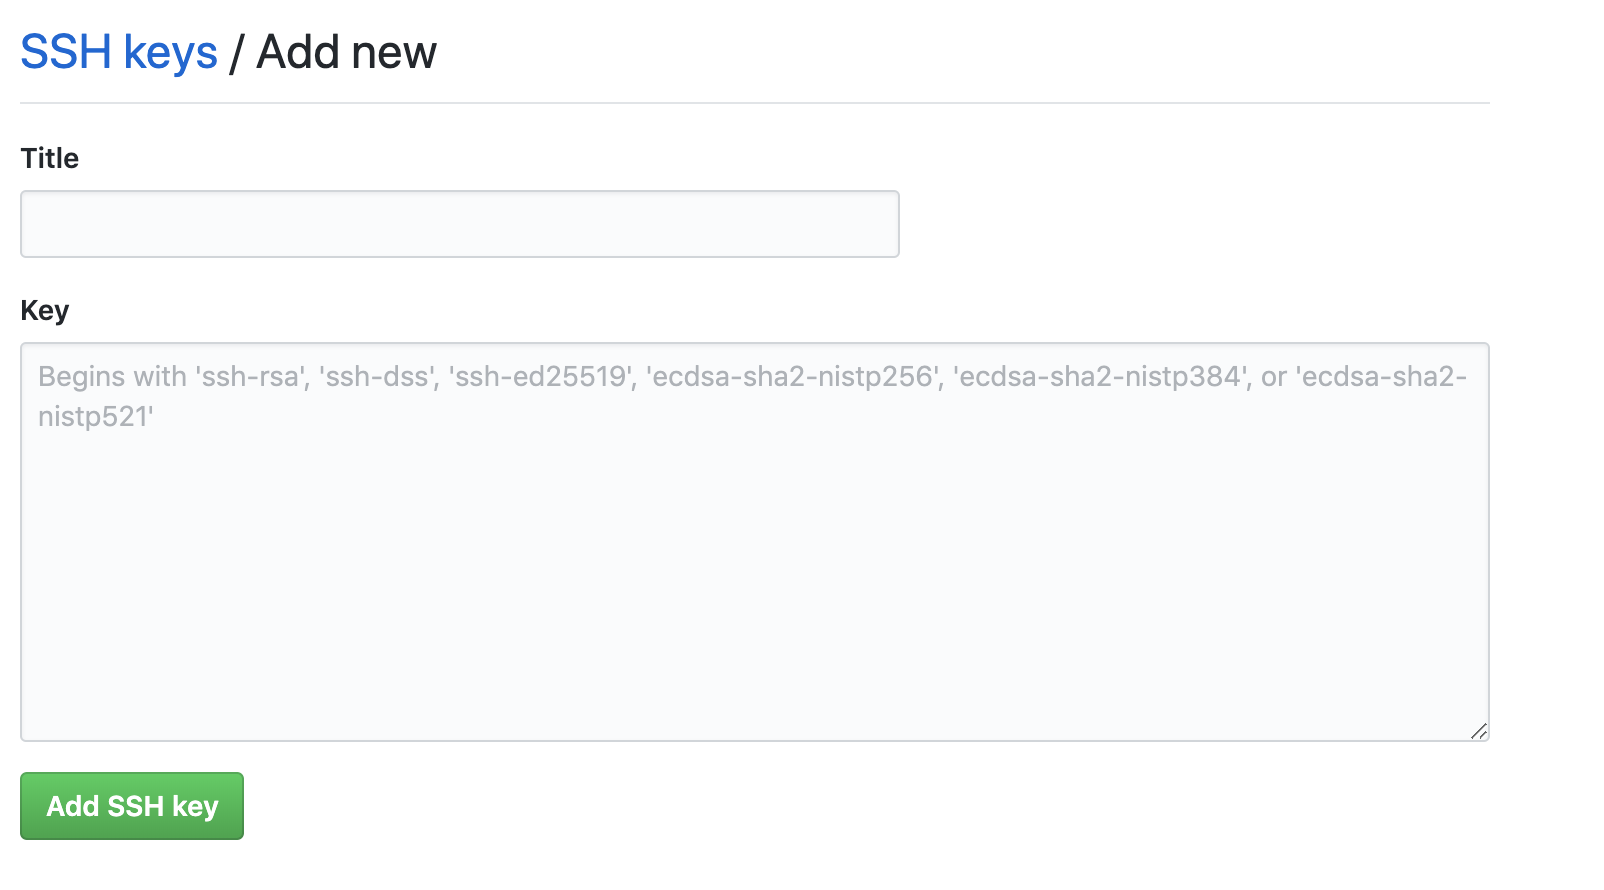 SSH keys / Add new
Title
Key
Begins with 'ssh-rsa', 'ssh-dss', 'ssh-ed25519', 'ecdsa-sha2-nistp256', 'ecdsa-sha2-nistp384', or 'ecdsa-sha2-
nistp521'
Add SSH key